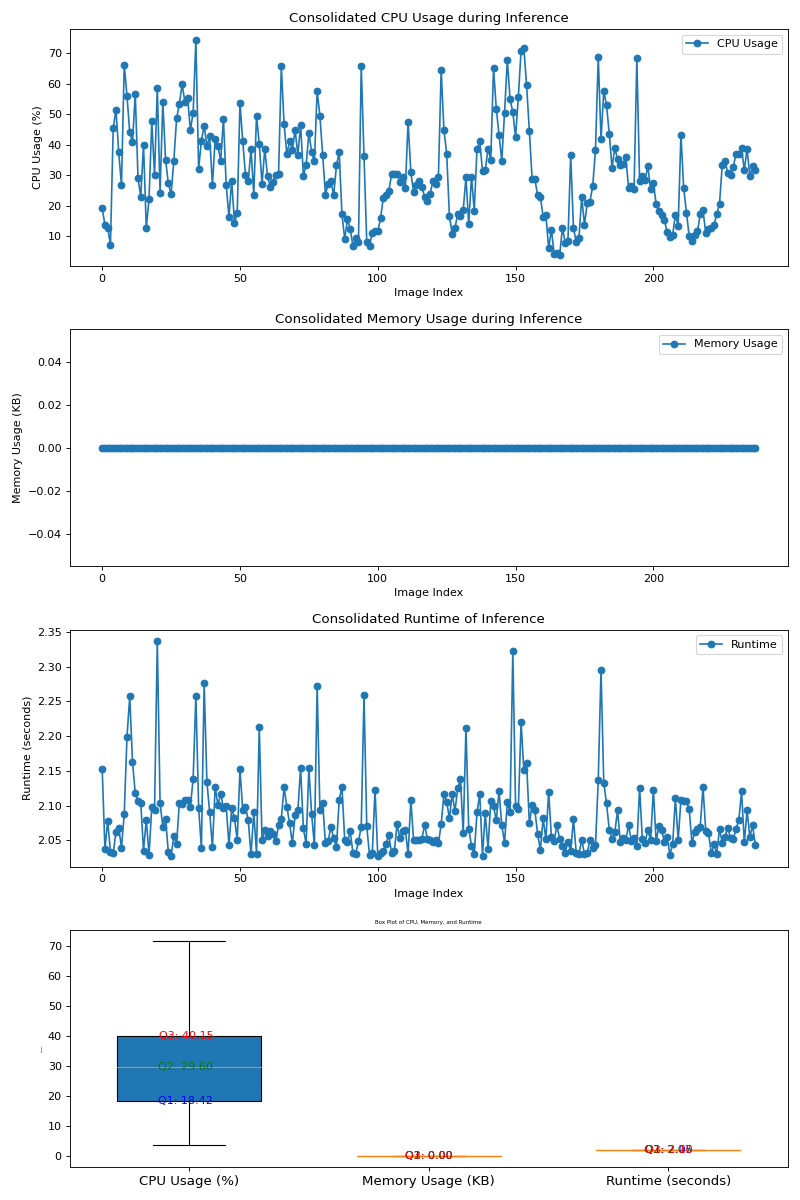 Consolidated CPU Usage during Inference
CPU Usage
70
60
50
40
30
20
10
CPU Usage (%)
0 50 100 150 200
Image Index
Consolidated Memory Usage during Inference
Memory Usage
0.04
0.02
0.00
−0.02
−0.04
Memory Usage (KB)
0 50 100 150 200
Image Index
Consolidated Runtime of Inference
Runtime
2.35
2.30
2.25
2.20
2.15
2.10
2.05
Runtime (seconds)
0 50 100 150 200
Image Index
Box Plot of CPU, Memory, and Runtime
70
60
50
40
30
20
10
0
Q3: 40.15
Q2: 29.60
Q1: 18.42
CPU Usage (%) Memory Usage (KB) Runtime (seconds)